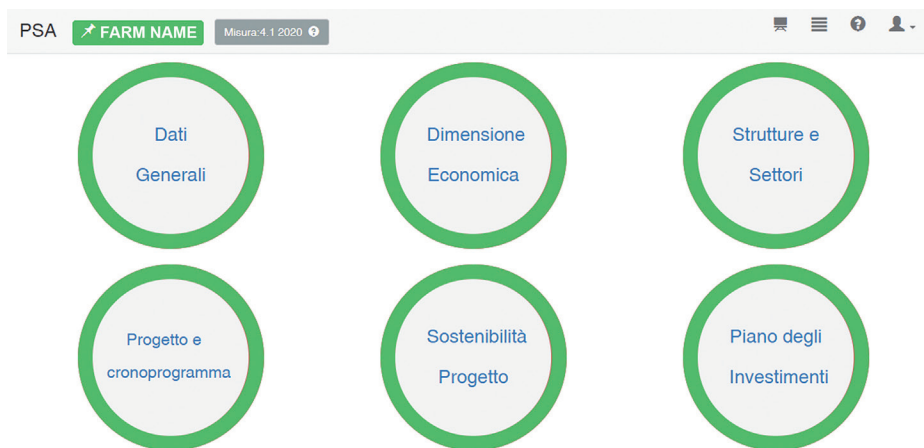 PSA FARM NAME Misura:4.1 2020
Dati
Generali
Dimensione
Economica
Strutture e
Settori
Progetto e
cronoprogramma
Sostenibilità
Progetto
Piano degli
Investimenti